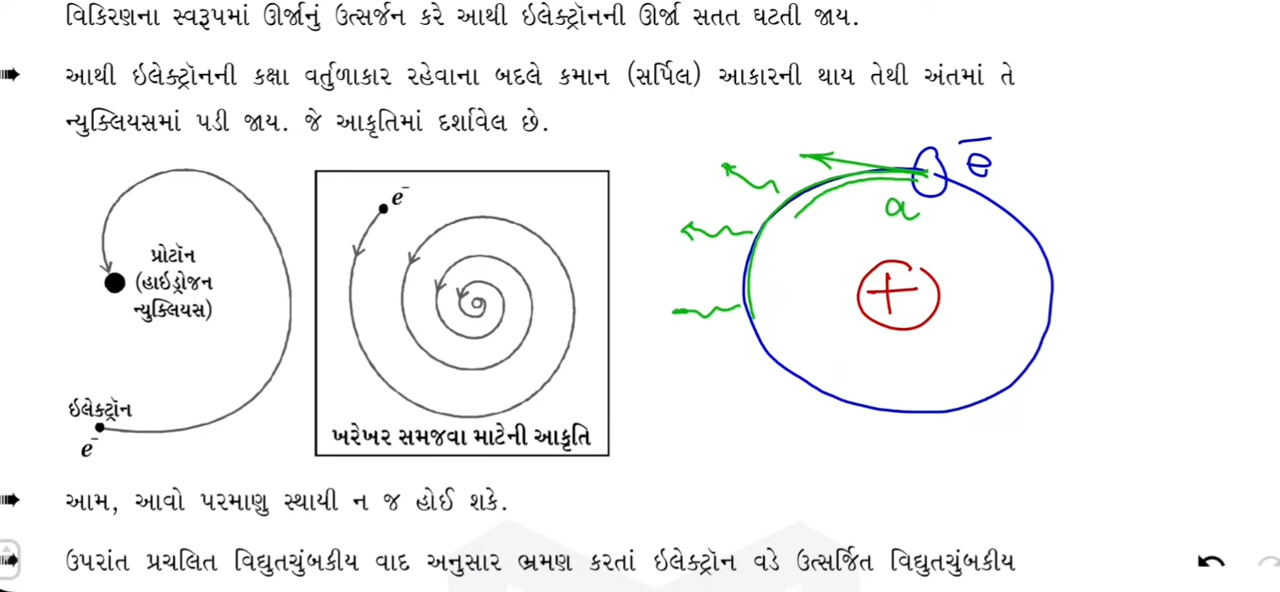 વિકિરણના સ્વરૂપમાં ઊર્જાનું ઉત્સર્જન કરે આથી ઇલેક્ટ્રૉનની ઊર્જા સતત ઘટતી જાય.
આથી ઇલેક્ટ્રૉનની કક્ષા વર્તુળાકાર રહેવાના બદલે કમાન (સર્પિલ) આકારની થાય તેથી અંતમાં તે
ન્યુક્લિયસમાં પડી જાય. જે આકૃતિમાં દર્શાવેલ છે.
પ્રોટૉન
(હાઇડ્રોજન
ન્યુક્લિયસ)
ઇલેક્ટ્રૉન
e⁻
e⁻
ખરેખર સમજવા માટેની આકૃતિ
e̅
a
+
આમ, આવો પરમાણુ સ્થાયી ન જ હોઈ શકે.
ઉપરાંત પ્રચલિત વિદ્યુતચુંબકીય વાદ અનુસાર ભ્રમણ કરતાં ઇલેક્ટ્રૉન વડે ઉત્સર્જિત વિદ્યુતચુંબકીય